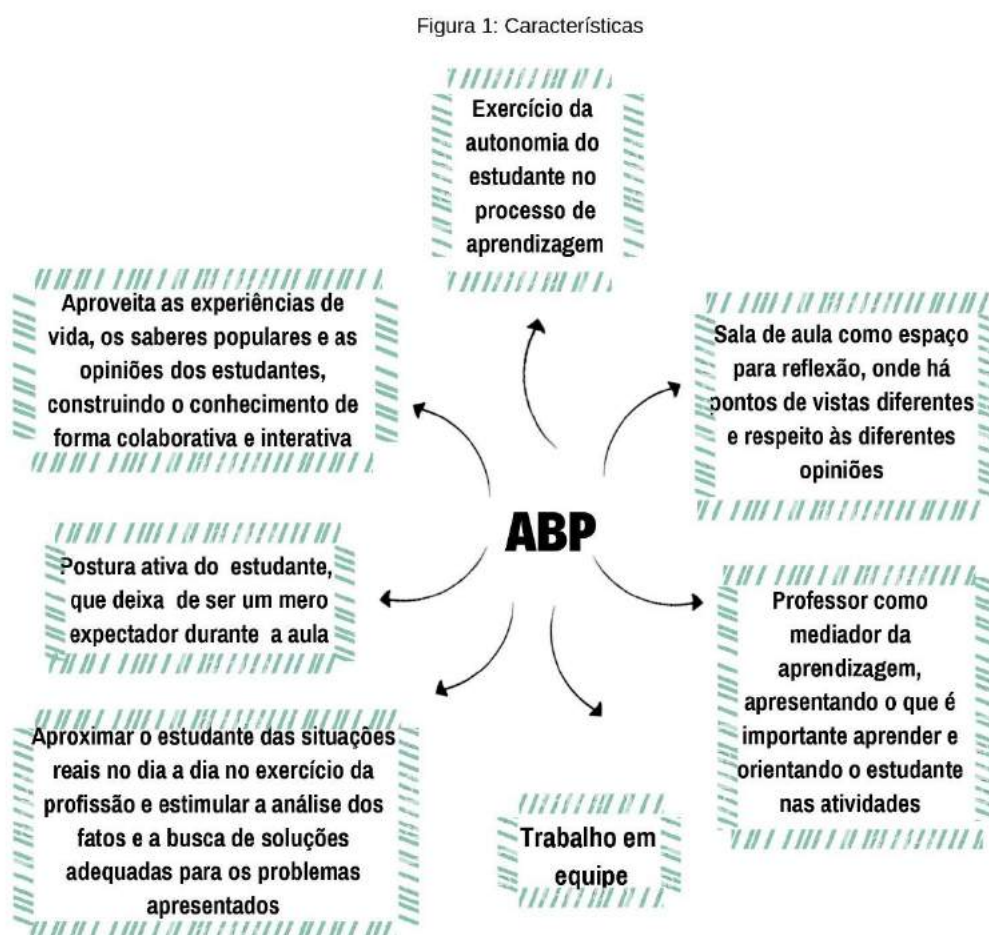 Figura 1: Características
Exercício da
autonomia do
estudante no
processo de
aprendizagem
Aproveita as experiências de
vida, os saberes populares e as
opiniões dos estudantes,
construindo o conhecimento de
forma colaborativa e interativa
Sala de aula como espaço
para reflexão, onde há
pontos de vistas diferentes
e respeito às diferentes
opiniões
ABP
Postura ativa do estudante,
que deixa de ser um mero
expectador durante a aula
Professor como
mediador da
aprendizagem,
apresentando o que é
importante aprender e
orientando o estudante
nas atividades
Aproximar o estudante das situações
reais no dia a dia no exercício da
profissão e estimular a análise dos
fatos e a busca de soluções
adequadas para os problemas
apresentados
Trabalho em
equipe